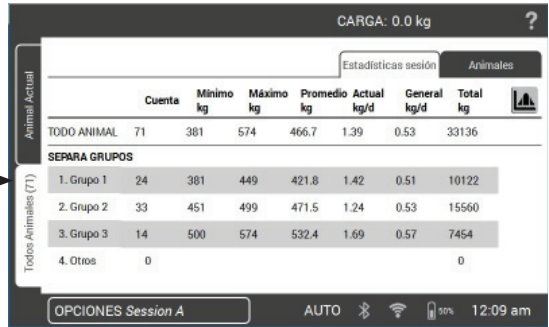 CARGA: 0.0 kg ?
Estadísticas sesión Animales
Animal Actual
Cuenta Mínimo kg Máximo kg Promedio kg Actual kg/d General kg/d Total kg
TODO ANIMAL 71 381 574 466.7 1.39 0.53 33136
SEPARA GRUPOS
Todos Animales (71)
1. Grupo 1 24 381 449 421.8 1.42 0.51 10122
2. Grupo 2 33 451 499 471.5 1.24 0.53 15560
3. Grupo 3 14 500 574 532.4 1.69 0.57 7454
4. Otros 0 0
OPCIONES Session A AUTO 50% 12:09 am